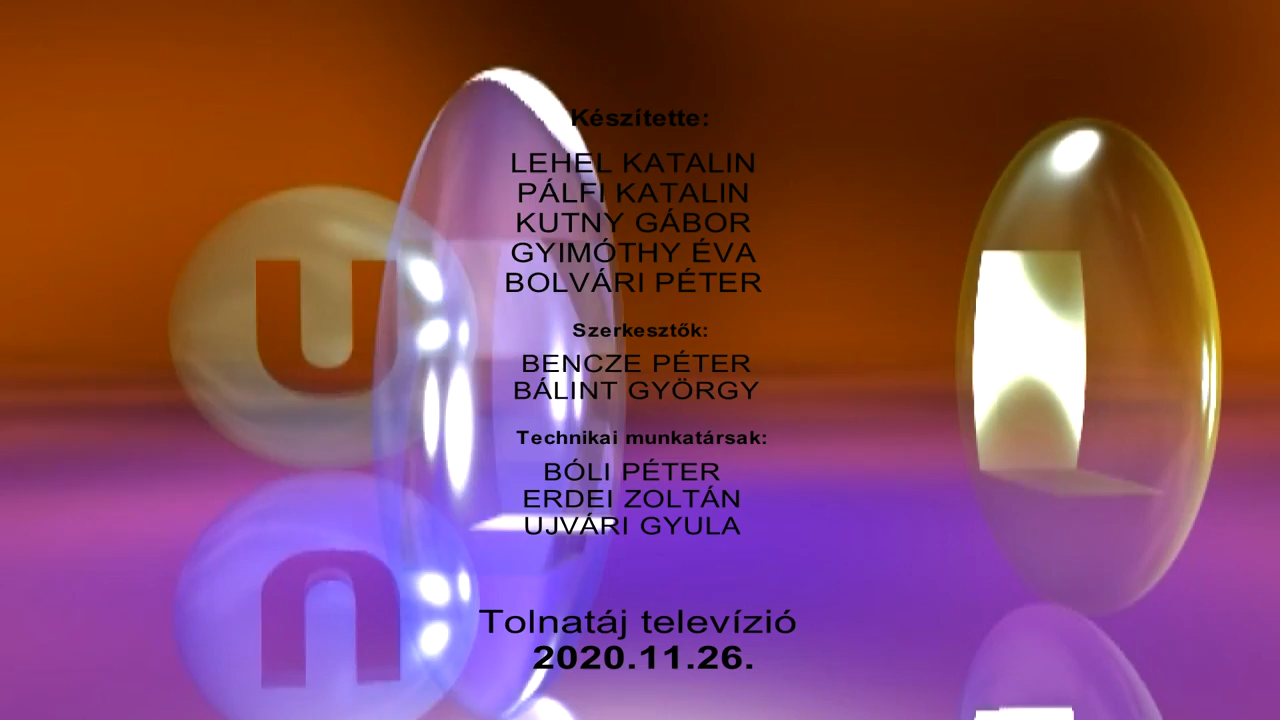 Készítette:
LEHEL KATALIN
PÁLFI KATALIN
KUTNY GÁBOR
GYIMÓTHY ÉVA
BOLVÁRI PÉTER
Szerkesztők:
BENCZE PÉTER
BÁLINT GYÖRGY
Technikai munkatársak:
BÓLI PÉTER
ERDEI ZOLTÁN
UJVÁRI GYULA
Tolnatáj televízió
2020.11.26.
u